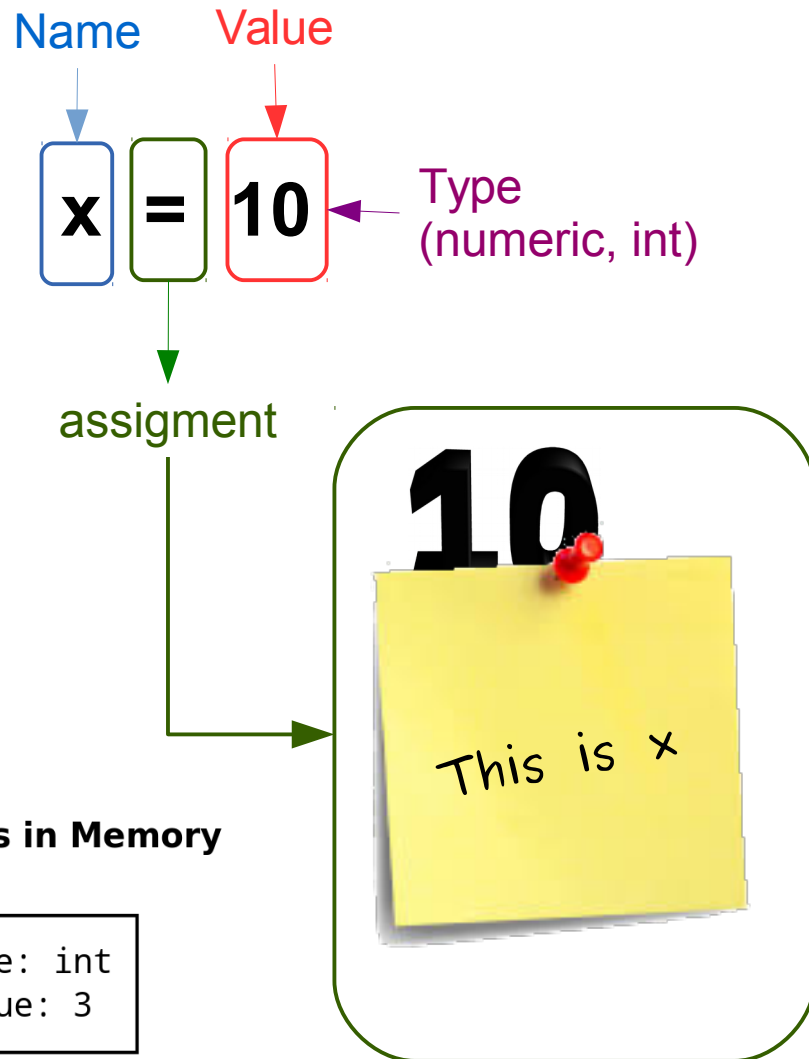 Name
Value
x = 10
Type
(numeric, int)
assigment
10
This is x
s in Memory
e: int
ue: 3